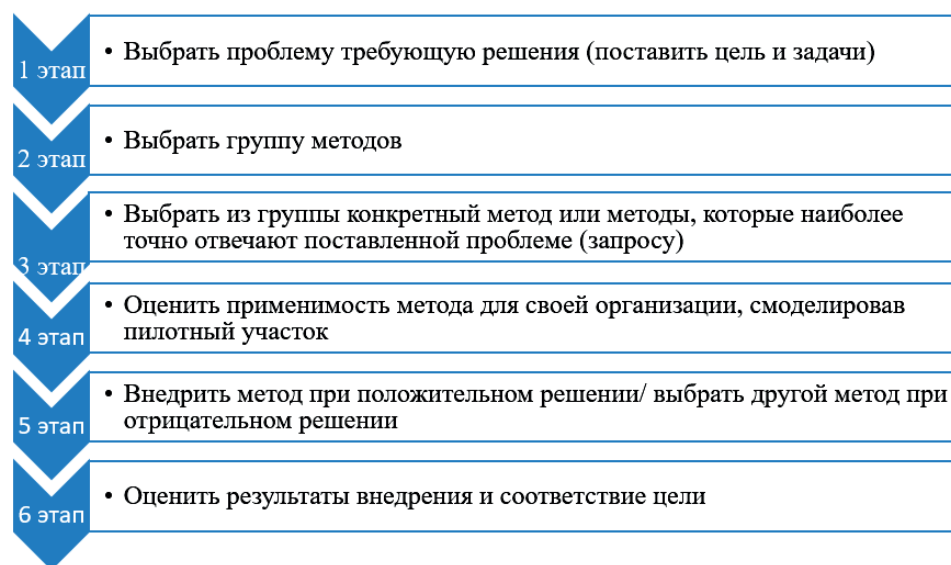 1 этап
• Выбрать проблему требующую решения (поставить цель и задачи)
2 этап
• Выбрать группу методов
3 этап
• Выбрать из группы конкретный метод или методы, которые наиболее
точно отвечают поставленной проблеме (запросу)
4 этап
• Оценить применимость метода для своей организации, смоделировав
пилотный участок
5 этап
• Внедрить метод при положительном решении/ выбрать другой метод при
отрицательном решении
6 этап
• Оценить результаты внедрения и соответствие цели